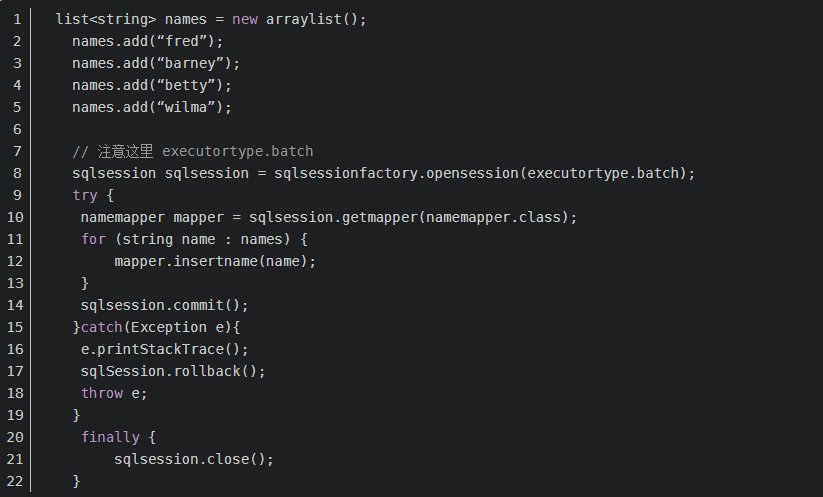 1 list<string> names = new arraylist();
2 names.add(“fred”);
3 names.add(“barney”);
4 names.add(“betty”);
5 names.add(“wilma”);
6
7 // 注意这里 executortype.batch
8 sqlsession sqlsession = sqlsessionfactory.opensession(executortype.batch);
9 try {
10 namemapper mapper = sqlsession.getmapper(namemapper.class);
11 for (string name : names) {
12 mapper.insertname(name);
13 }
14 sqlsession.commit();
15 }catch(Exception e){
16 e.printStackTrace();
17 sqlSession.rollback();
18 throw e;
19 }
20 finally {
21 sqlsession.close();
22 }